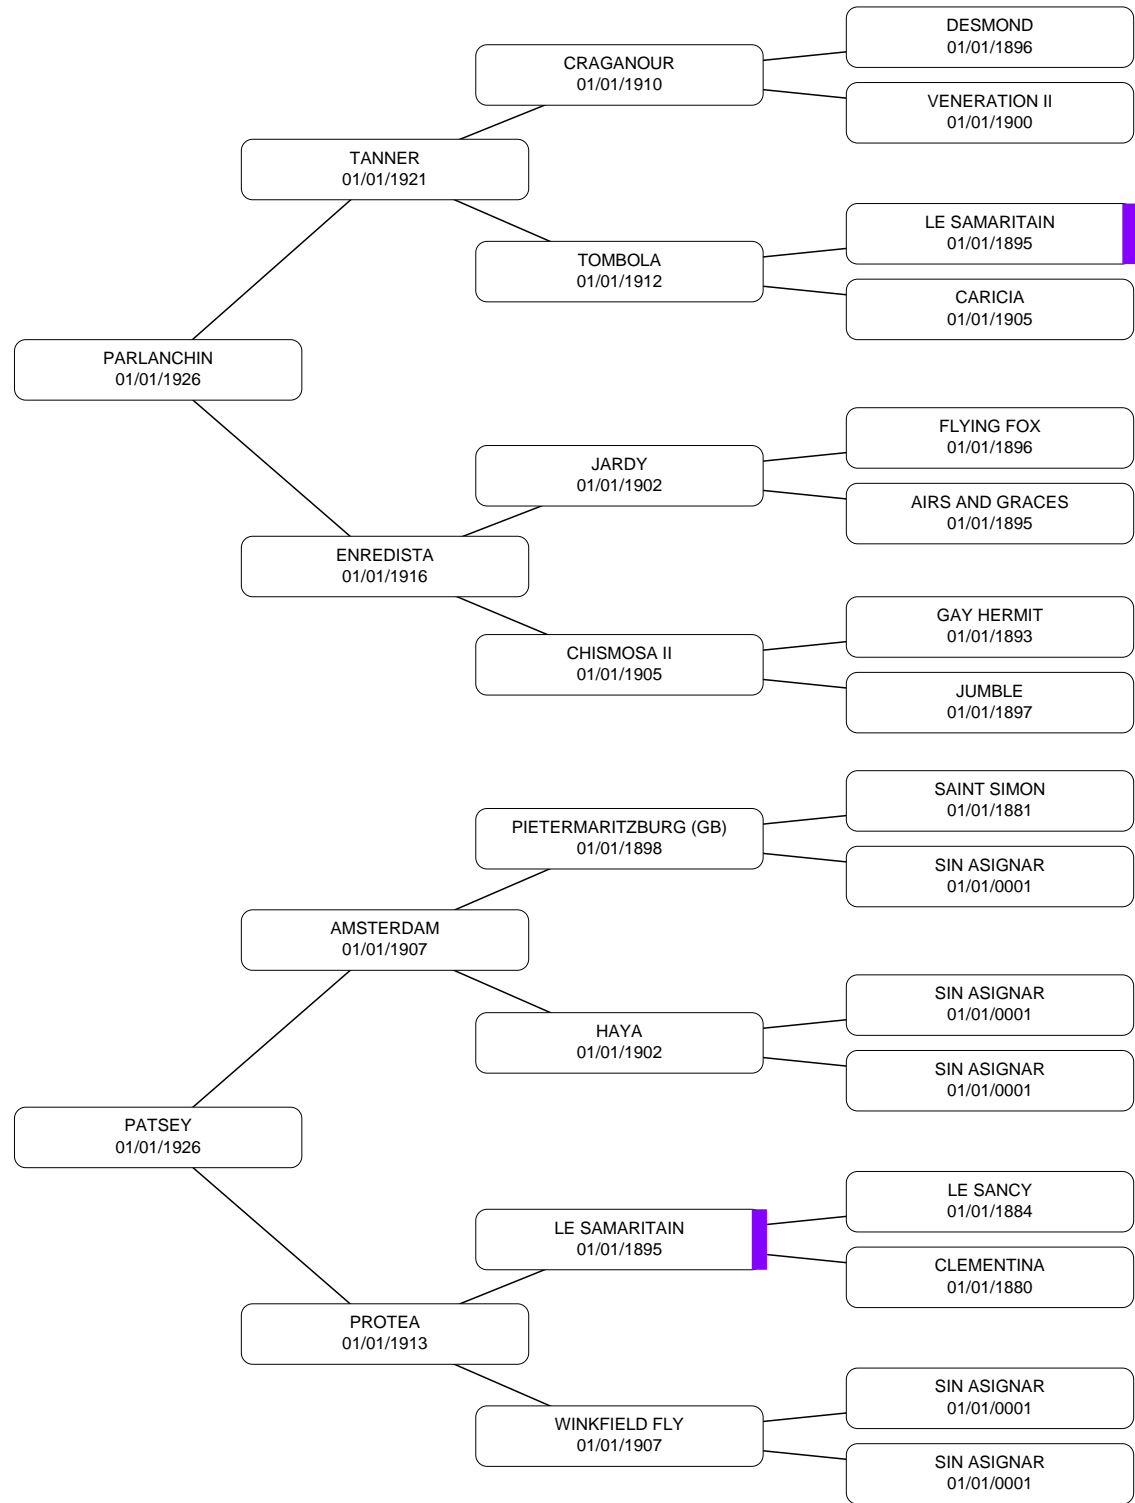 DESMOND
01/01/1896
CRAGANOUR
01/01/1910
VENERATION II
01/01/1900
TANNER
01/01/1921
LE SAMARITAIN
01/01/1895
TOMBOLA
01/01/1912
CARICIA
01/01/1905
PARLANCHIN
01/01/1926
FLYING FOX
01/01/1896
JARDY
01/01/1902
AIRS AND GRACES
01/01/1895
ENREDISTA
01/01/1916
GAY HERMIT
01/01/1893
CHISMOSA II
01/01/1905
JUMBLE
01/01/1897
SAINT SIMON
01/01/1881
PIETERMARITZBURG (GB)
01/01/1898
SIN ASIGNAR
01/01/0001
AMSTERDAM
01/01/1907
SIN ASIGNAR
01/01/0001
HAYA
01/01/1902
SIN ASIGNAR
01/01/0001
PATSEY
01/01/1926
LE SANCY
01/01/1884
LE SAMARITAIN
01/01/1895
CLEMENTINA
01/01/1880
PROTEA
01/01/1913
SIN ASIGNAR
01/01/0001
WINKFIELD FLY
01/01/1907
SIN ASIGNAR
01/01/0001